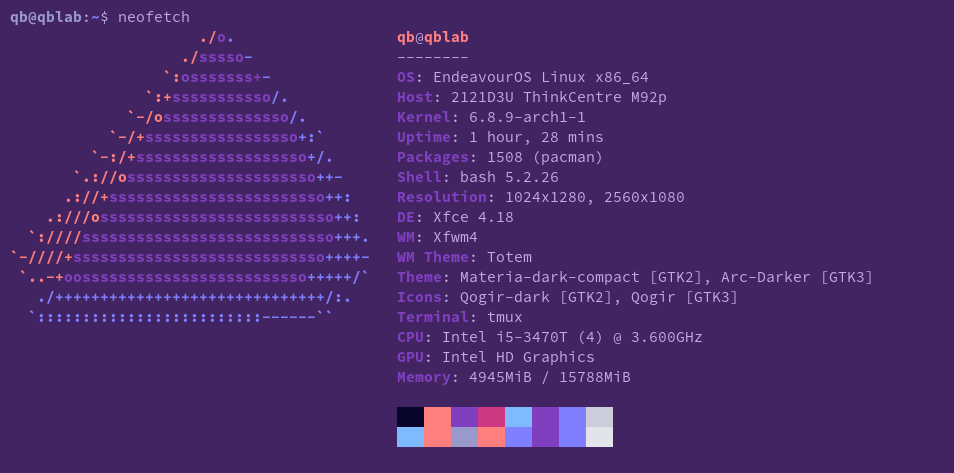 qb@qblab:~$ neofetch
./o.
./sssso-
`:osssssss+-
`:+sssssssssso/.
`-/ossssssssssssso/.
`-/+sssssssssssssssso+:`
`-:/+sssssssssssssssssso+/.
`.://osssssssssssssssssssso++-
.://+ssssssssssssssssssssssso++:
.:///ossssssssssssssssssssssssso++:
`:////ssssssssssssssssssssssssssso+++.
`-////+ssssssssssssssssssssssssssso++++-
`..-+oosssssssssssssssssssssssso+++++/`
./++++++++++++++++++++++++++++++/:.
`:::::::::::::::::::::::::------``
qb@qblab
--------
OS: EndeavourOS Linux x86_64
Host: 2121D3U ThinkCentre M92p
Kernel: 6.8.9-arch1-1
Uptime: 1 hour, 28 mins
Packages: 1508 (pacman)
Shell: bash 5.2.26
Resolution: 1024x1280, 2560x1080
DE: Xfce 4.18
WM: Xfwm4
WM Theme: Totem
Theme: Materia-dark-compact [GTK2], Arc-Darker [GTK3]
Icons: Qogir-dark [GTK2], Qogir [GTK3]
Terminal: tmux
CPU: Intel i5-3470T (4) @ 3.600GHz
GPU: Intel HD Graphics
Memory: 4945MiB / 15788MiB